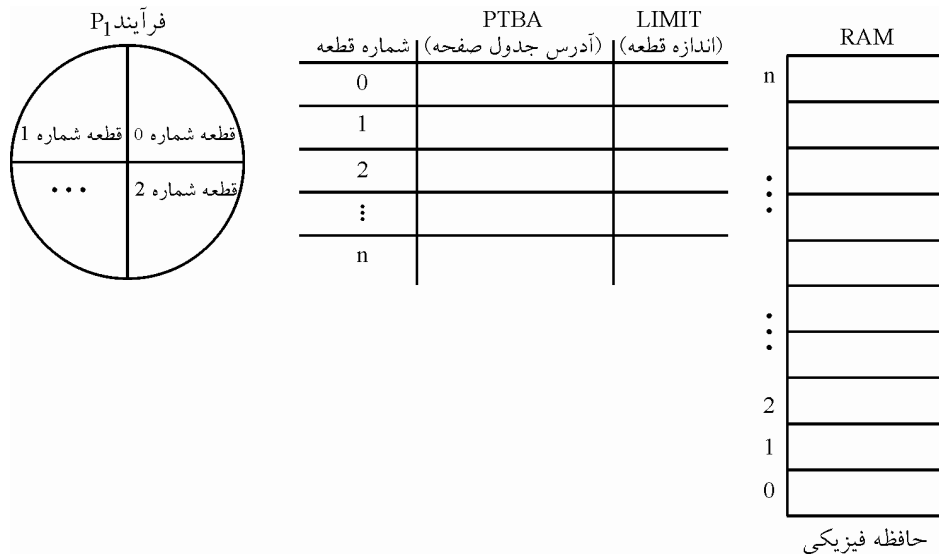 فرآیند P1
قطعه شماره 1
قطعه شماره 0
...
قطعه شماره 2
شماره قطعه
PTBA
(آدرس جدول صفحه)
LIMIT
(اندازه قطعه)
0
1
2
⋮
n
RAM
n
⋮
⋮
2
1
0
حافظه فیزیکی